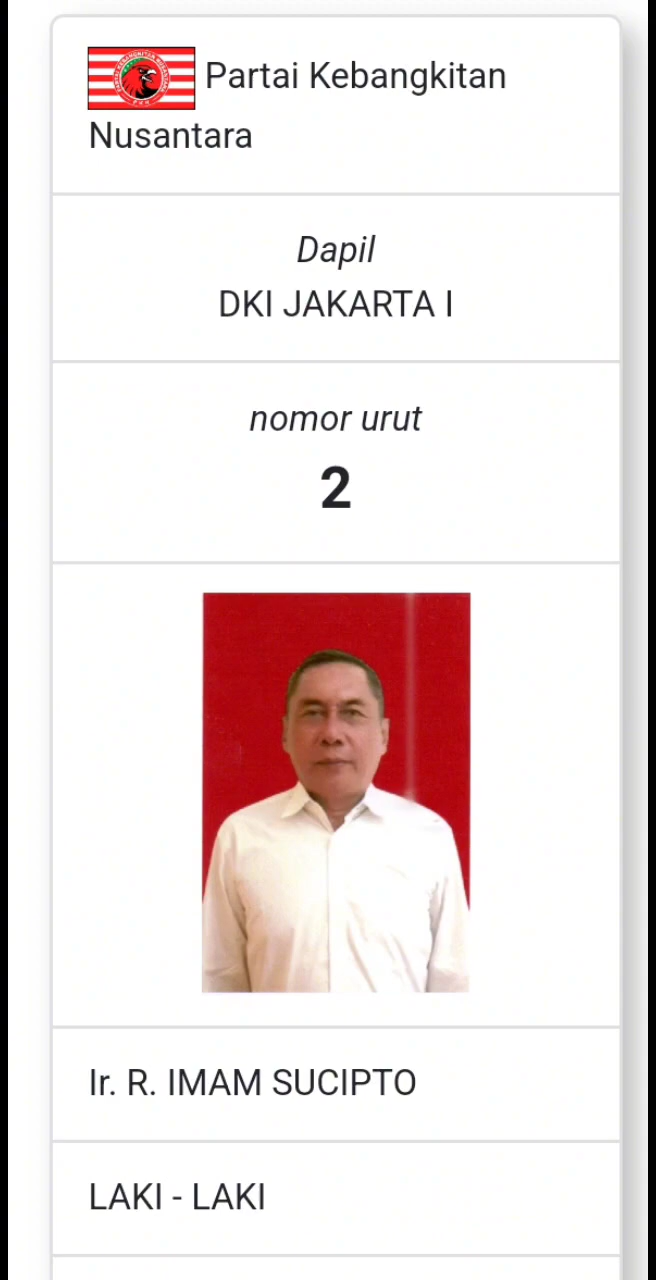 Partai Kebangkitan
Nusantara
Dapil
DKI JAKARTA I
nomor urut
2
Ir. R. IMAM SUCIPTO
LAKI - LAKI